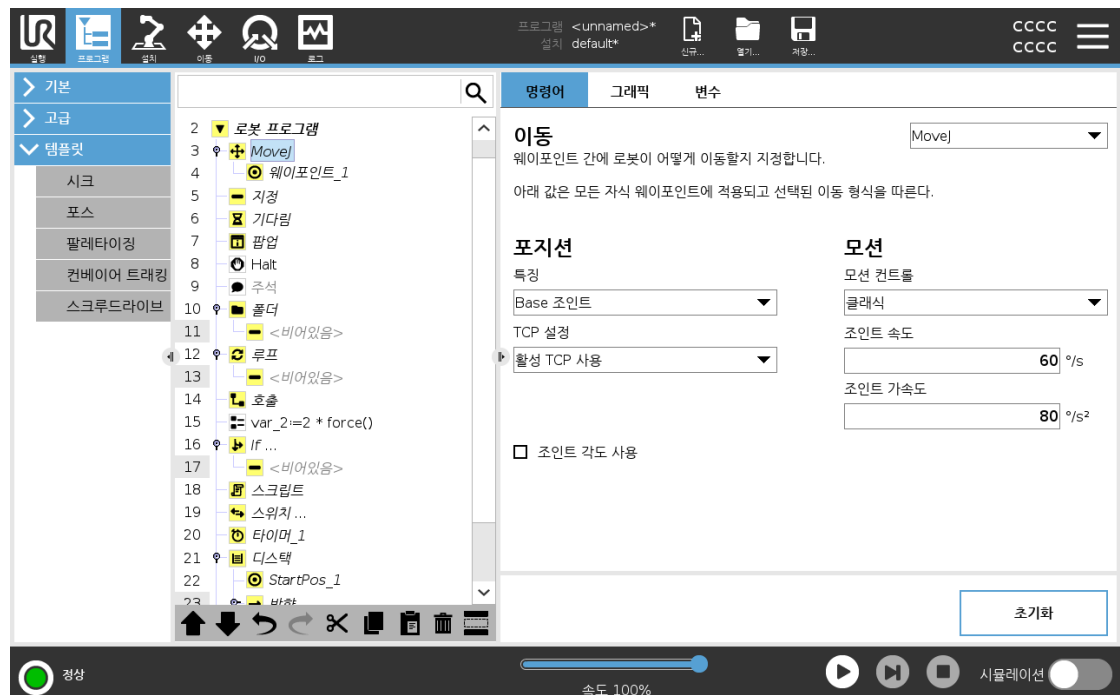 UR
실행
프로그램
설치
이동
I/O
로그
프로그램 <unnamed>*
설치 default*
신규...
열기...
저장...
CCCC
CCCC
기본
고급
템플릿
시크
포스
팔레타이징
컨베이어 트래킹
스크루드라이브
2 로봇 프로그램
3 MoveJ
4 웨이포인트_1
5 지정
6 기다림
7 팝업
8 Halt
9 주석
10 폴더
11 <비어있음>
12 루프
13 <비어있음>
14 호출
15 var_2≔2 * force()
16 If ...
17 <비어있음>
18 스크립트
19 스위치 ...
20 타이머_1
21 디스택
22 StartPos_1
23 방향
명령어
그래픽
변수
이동
MoveJ
웨이포인트 간에 로봇이 어떻게 이동할지 지정합니다.
아래 값은 모든 자식 웨이포인트에 적용되고 선택된 이동 형식을 따른다.
포지션
특징
Base 조인트
TCP 설정
활성 TCP 사용
조인트 각도 사용
모션
모션 컨트롤
클래식
조인트 속도
60 °/s
조인트 가속도
80 °/s²
초기화
정상
속도 100%
시뮬레이션